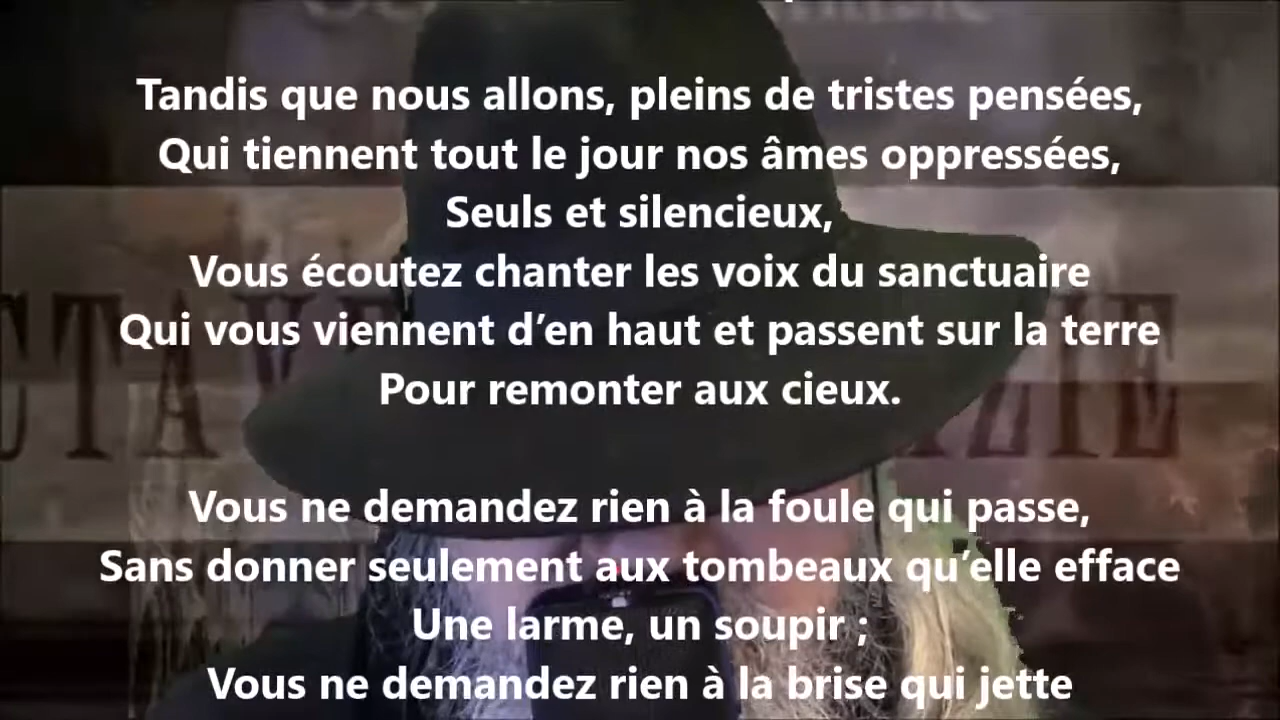 Tandis que nous allons, pleins de tristes pensées,
Qui tiennent tout le jour nos âmes oppressées,
Seuls et silencieux,
Vous écoutez chanter les voix du sanctuaire
Qui vous viennent d’en haut et passent sur la terre
Pour remonter aux cieux.
Vous ne demandez rien à la foule qui passe,
Sans donner seulement aux tombeaux qu’elle efface
Une larme, un soupir ;
Vous ne demandez rien à la brise qui jette